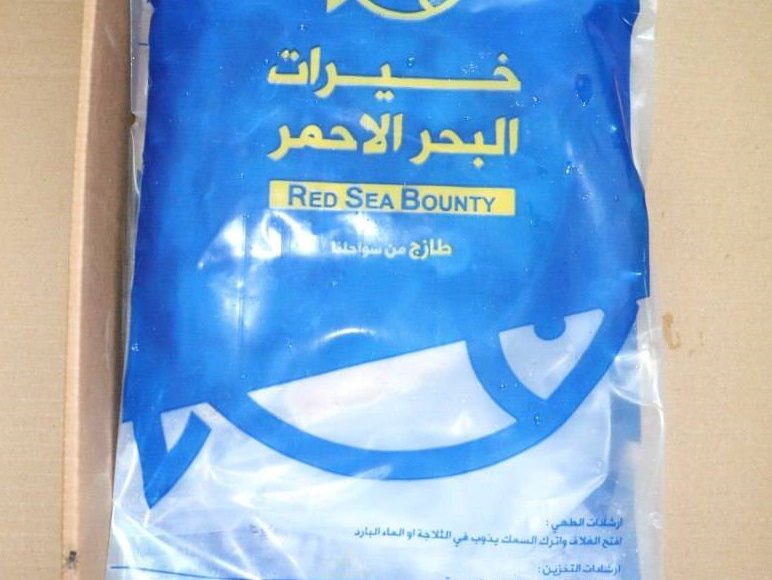 خيرات
البحر الاحمر
RED SEA BOUNTY
طازج من سواحلنا
ارشادات الطهي :
افتح الغلاف واترك السمك يذوب في الثلاجة او الماء البارد
ارشادات التخزين :